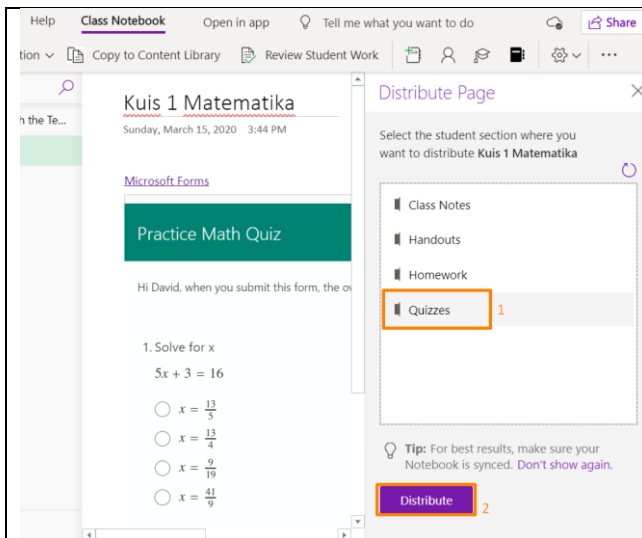 Help Class Notebook Open in app Tell me what you want to do Share
tion Copy to Content Library Review Student Work
h the Te...
Kuis 1 Matematika
Sunday, March 15, 2020 3:44 PM
Microsoft Forms
Practice Math Quiz
Hi David, when you submit this form, the ow
1. Solve for x
5x + 3 = 16
x = 13/5
x = 13/4
x = 9/19
x = 41/9
Distribute Page
Select the student section where you
want to distribute Kuis 1 Matematika
Class Notes
Handouts
Homework
Quizzes 1
Tip: For best results, make sure your
Notebook is synced. Don't show again.
Distribute 2